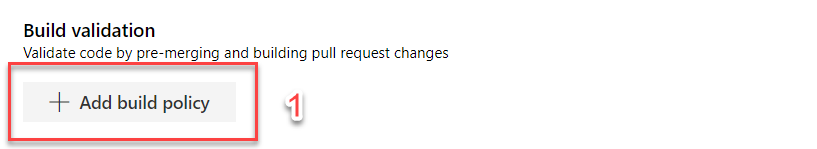 Build validation
Validate code by pre-merging and building pull request changes
+ Add build policy
1